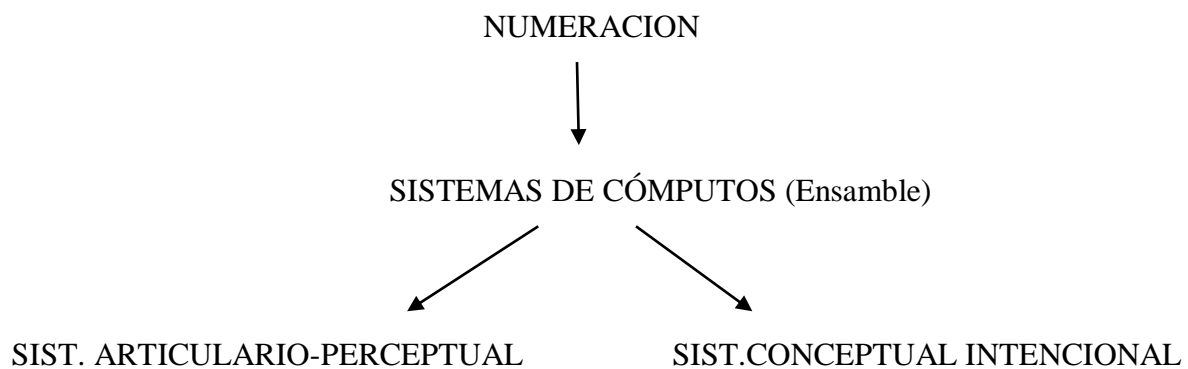 NUMERACION
SISTEMAS DE CÓMPUTOS (Ensamble)
SIST. ARTICULARIO-PERCEPTUAL SIST.CONCEPTUAL INTENCIONAL